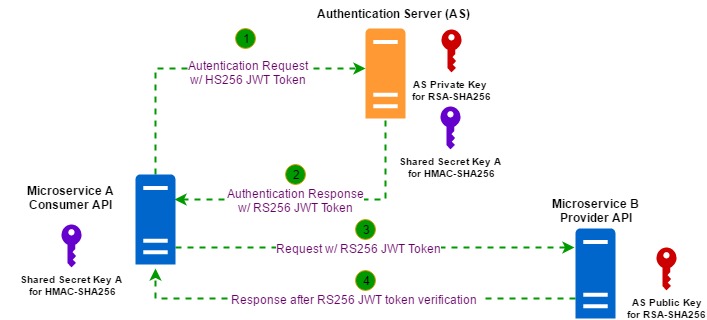 Authentication Server (AS)
1
Autentication Request
w/ HS256 JWT Token
AS Private Key
for RSA-SHA256
Shared Secret Key A
for HMAC-SHA256
2
Authentication Response
w/ RS256 JWT Token
Microservice A
Consumer API
Shared Secret Key A
for HMAC-SHA256
Microservice B
Provider API
3
Request w/ RS256 JWT Token
4
Response after RS256 JWT token verification
AS Public Key
for RSA-SHA256